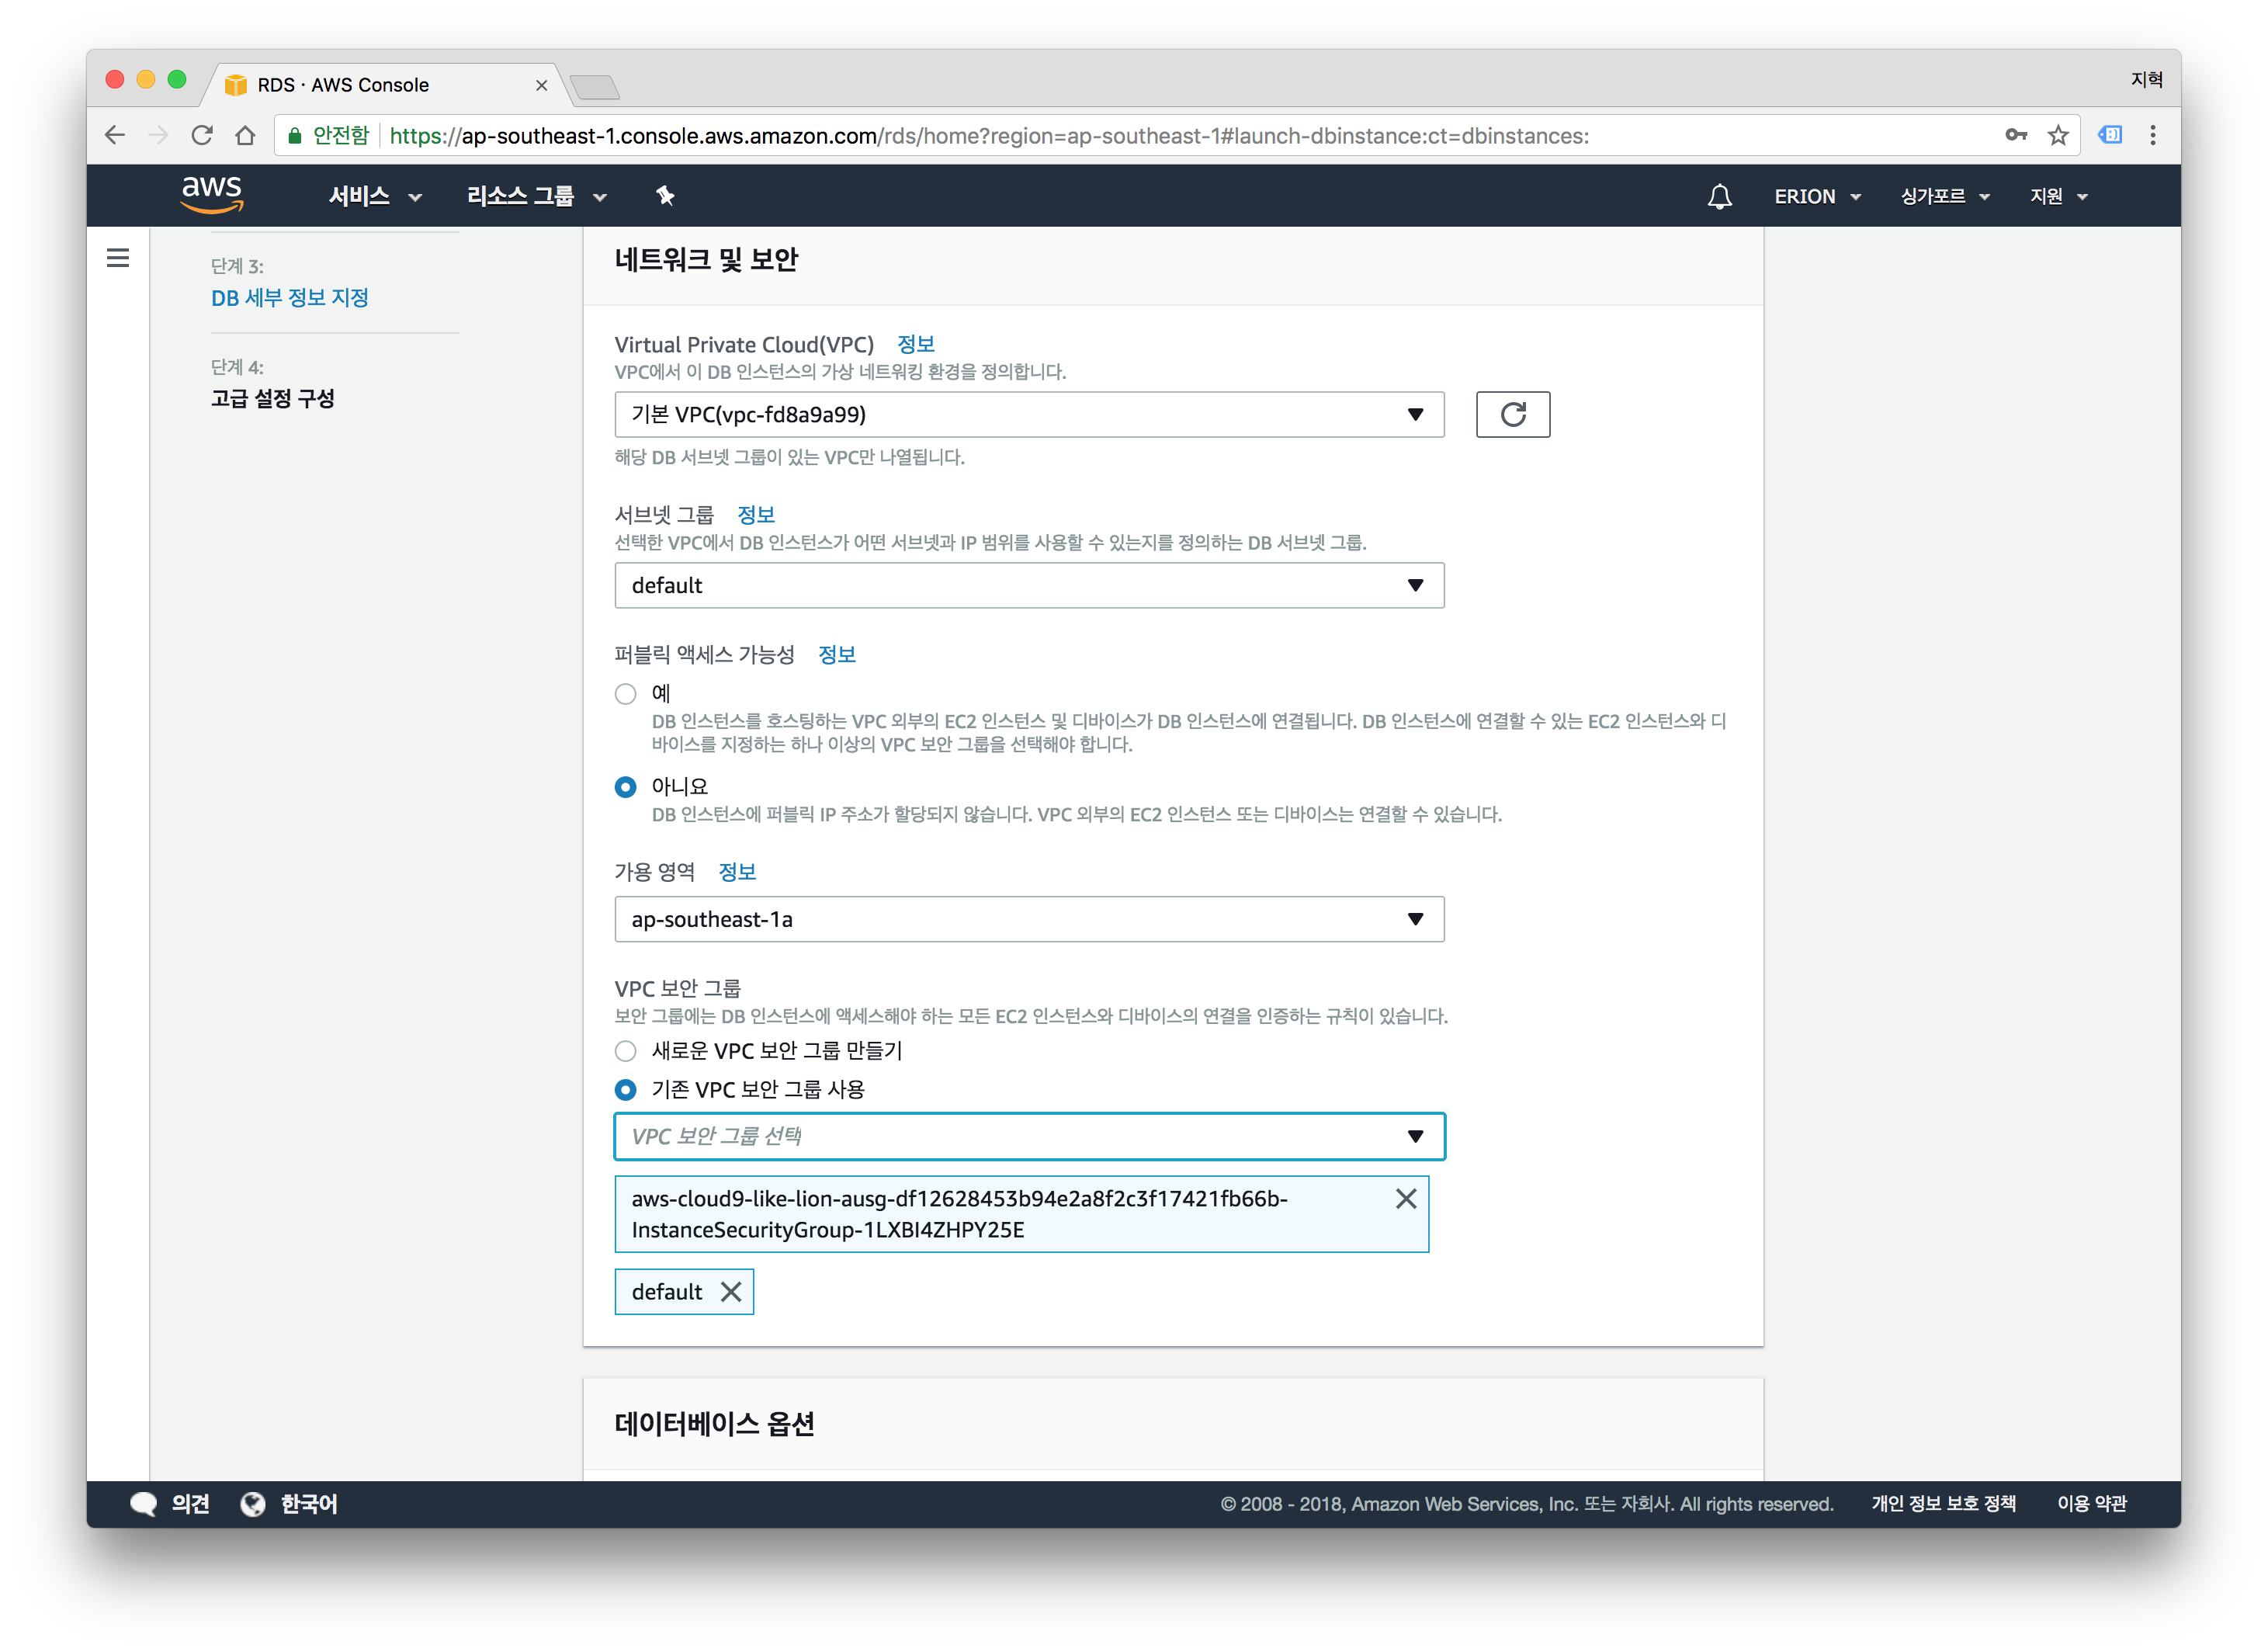 RDS · AWS Console
지혁
안전함 https://ap-southeast-1.console.aws.amazon.com/rds/home?region=ap-southeast-1#launch-dbinstance:ct=dbinstances:
aws 서비스 리소스 그룹 ERION 싱가포르 지원
단계 3:
DB 세부 정보 지정
단계 4:
고급 설정 구성
네트워크 및 보안
Virtual Private Cloud(VPC) 정보
VPC에서 이 DB 인스턴스의 가상 네트워킹 환경을 정의합니다.
기본 VPC(vpc-fd8a9a99)
해당 DB 서브넷 그룹이 있는 VPC만 나열됩니다.
서브넷 그룹 정보
선택한 VPC에서 DB 인스턴스가 어떤 서브넷과 IP 범위를 사용할 수 있는지를 정의하는 DB 서브넷 그룹.
default
퍼블릭 액세스 가능성 정보
예
DB 인스턴스를 호스팅하는 VPC 외부의 EC2 인스턴스 및 디바이스가 DB 인스턴스에 연결됩니다. DB 인스턴스에 연결할 수 있는 EC2 인스턴스와 디
바이스를 지정하는 하나 이상의 VPC 보안 그룹을 선택해야 합니다.
아니요
DB 인스턴스에 퍼블릭 IP 주소가 할당되지 않습니다. VPC 외부의 EC2 인스턴스 또는 디바이스는 연결할 수 있습니다.
가용 영역 정보
ap-southeast-1a
VPC 보안 그룹
보안 그룹에는 DB 인스턴스에 액세스해야 하는 모든 EC2 인스턴스와 디바이스의 연결을 인증하는 규칙이 있습니다.
새로운 VPC 보안 그룹 만들기
기존 VPC 보안 그룹 사용
VPC 보안 그룹 선택
aws-cloud9-like-lion-ausg-df12628453b94e2a8f2c3f17421fb66b-
InstanceSecurityGroup-1LXBI4ZHPY25E
default
데이터베이스 옵션
의견 한국어 © 2008 - 2018, Amazon Web Services, Inc. 또는 자회사. All rights reserved. 개인 정보 보호 정책 이용 약관